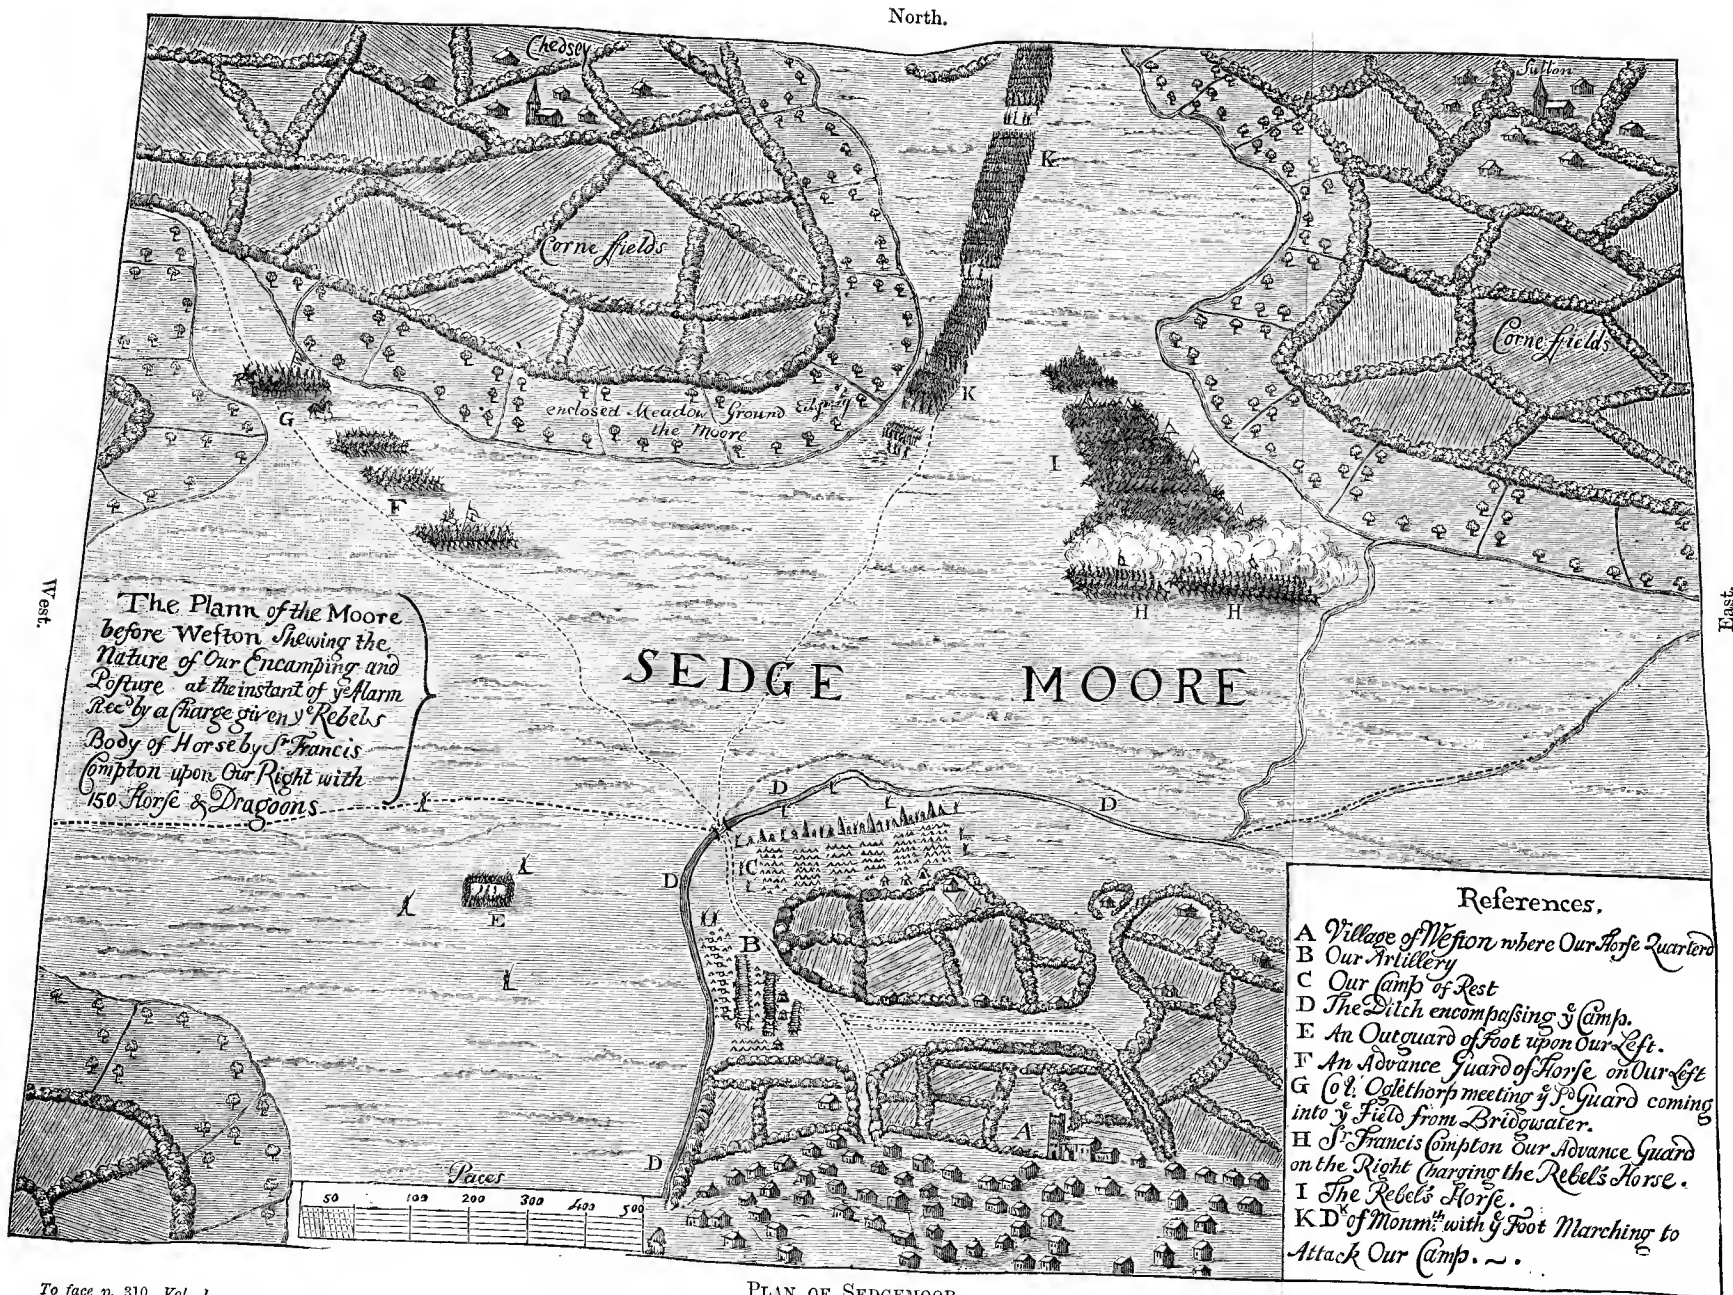 North.
Chedsey
Sutton
K
Corne fields
Corne fields
G
enclosed Meadow Ground Edgway
the Moore
K
I
F
H H
West.
East.
The Plann of the Moore
before Weston Shewing the
Nature of Our Encamping and
Posture at the instant of yᵉ Alarm
Recᵈ by a Charge given yᵉ Rebels
Body of Horse by Sʳ Francis
Compton upon Our Right with
150 Horse & Dragoons
SEDGE MOORE
D
D
D
C
E
B
A
D
Paces
50 100 200 300 400 500
References.
A Village of Weston where Our Horse Quarterd
B Our Artillery
C Our Camp of Rest
D The Ditch encompassing yᵉ Camp.
E An Outguard of Foot upon Our Left.
F An Advance Guard of Horse on Our Left
G Coˡˡ Oglethorp meeting yᵉ Sᵈ Guard coming
into yᵉ Field from Bridgwater.
H Sʳ Francis Compton Our Advance Guard
on the Right Charging the Rebel's Horse.
I The Rebel's Horse.
K Dᵏ of Monmᵗʰ with yᵉ Foot Marching to
Attack Our Camp.
To face p. 310. Vol. 1
PLAN OF SEDGEMOOR